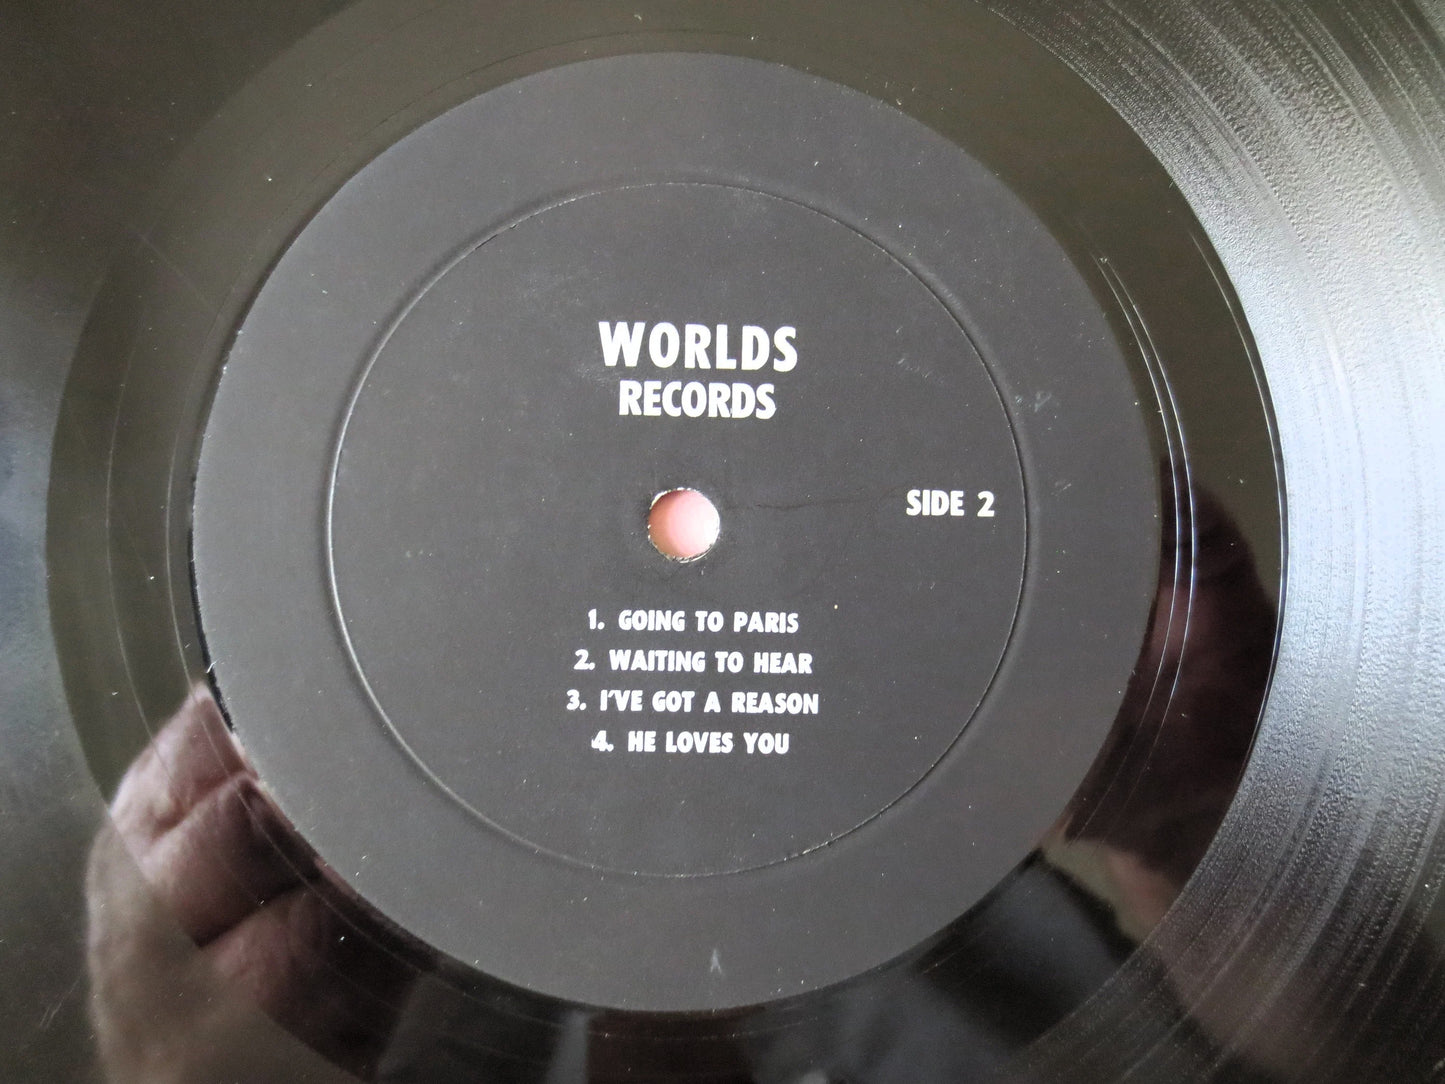 WORLDS
RECORDS
SIDE 2
1. GOING TO PARIS
2. WAITING TO HEAR
3. I'VE GOT A REASON
4. HE LOVES YOU
A